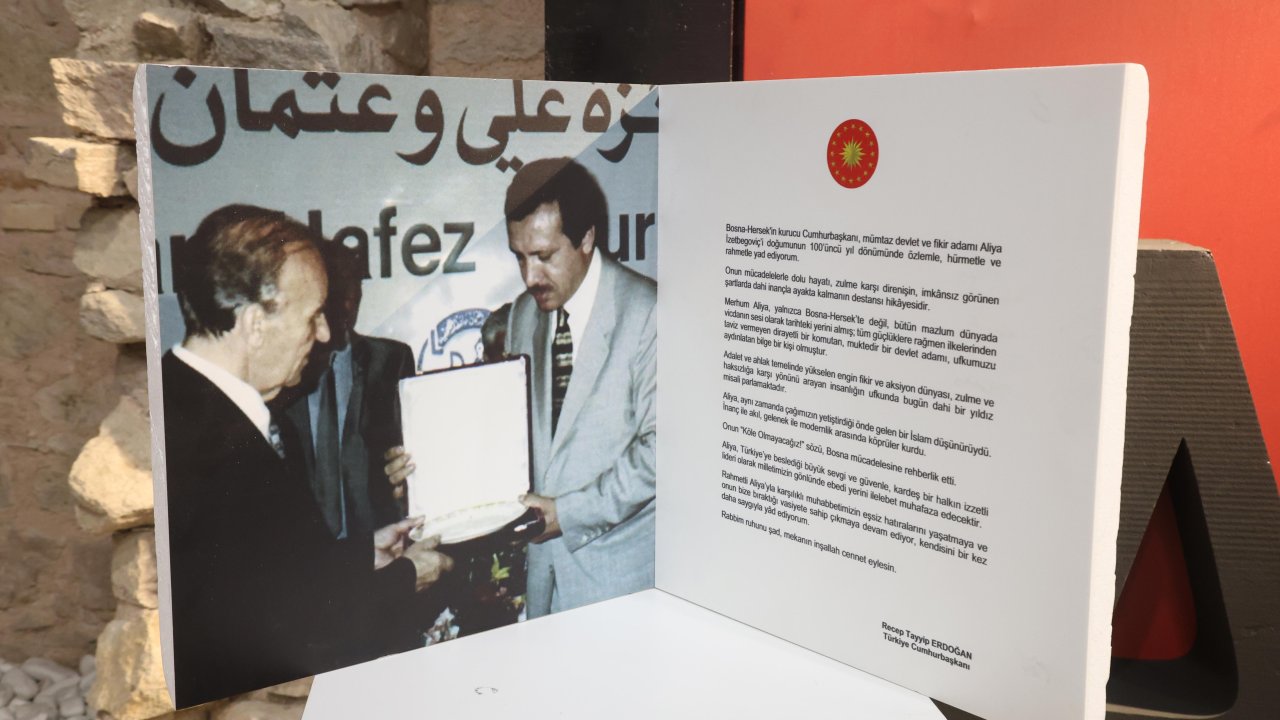 زه علي وعثمان
afez
ur
Bosna-Hersek'in kurucu Cumhurbaşkanı, mümtaz devlet ve fikir adamı Aliya
İzetbegoviç'i doğumunun 100'üncü yıl dönümünde özlemle, hürmetle ve
rahmetle yad ediyorum.
Onun mücadelelerle dolu hayatı, zulme karşı direnişin, imkânsız görünen
şartlarda dahi inançla ayakta kalmanın destansı hikâyesidir.
Merhum Aliya, yalnızca Bosna-Hersek'te değil, bütün mazlum dünyada
vicdanın sesi olarak tarihteki yerini almış; tüm güçlüklere rağmen ilkelerinden
taviz vermeyen dirayetli bir komutan, muktedir bir devlet adamı, ufkumuzu
aydınlatan bilge bir kişi olmuştur.
Adalet ve ahlak temelinde yükselen engin fikir ve aksiyon dünyası, zulme ve
haksızlığa karşı yönünü arayan insanlığın ufkunda bugün dahi bir yıldız
misali parlamaktadır.
Aliya, aynı zamanda çağımızın yetiştirdiği önde gelen bir İslam düşünürüydü.
İnanç ile akıl, gelenek ile modernlik arasında köprüler kurdu.
Onun "Köle Olmayacağız!" sözü, Bosna mücadelesine rehberlik etti.
Aliya, Türkiye'ye beslediği büyük sevgi ve güvenle, kardeş bir halkın izzetli
lideri olarak milletimizin gönlünde ebedi yerini ilelebet muhafaza edecektir.
Rahmetli Aliya'yla karşılıklı muhabbetimizin eşsiz hatıralarını yaşatmaya ve
onun bize bıraktığı vasiyete sahip çıkmaya devam ediyor, kendisini bir kez
daha saygıyla yâd ediyorum.
Rabbim ruhunu şad, mekanın inşallah cennet eylesin.
Recep Tayyip ERDOĞAN
Türkiye Cumhurbaşkanı